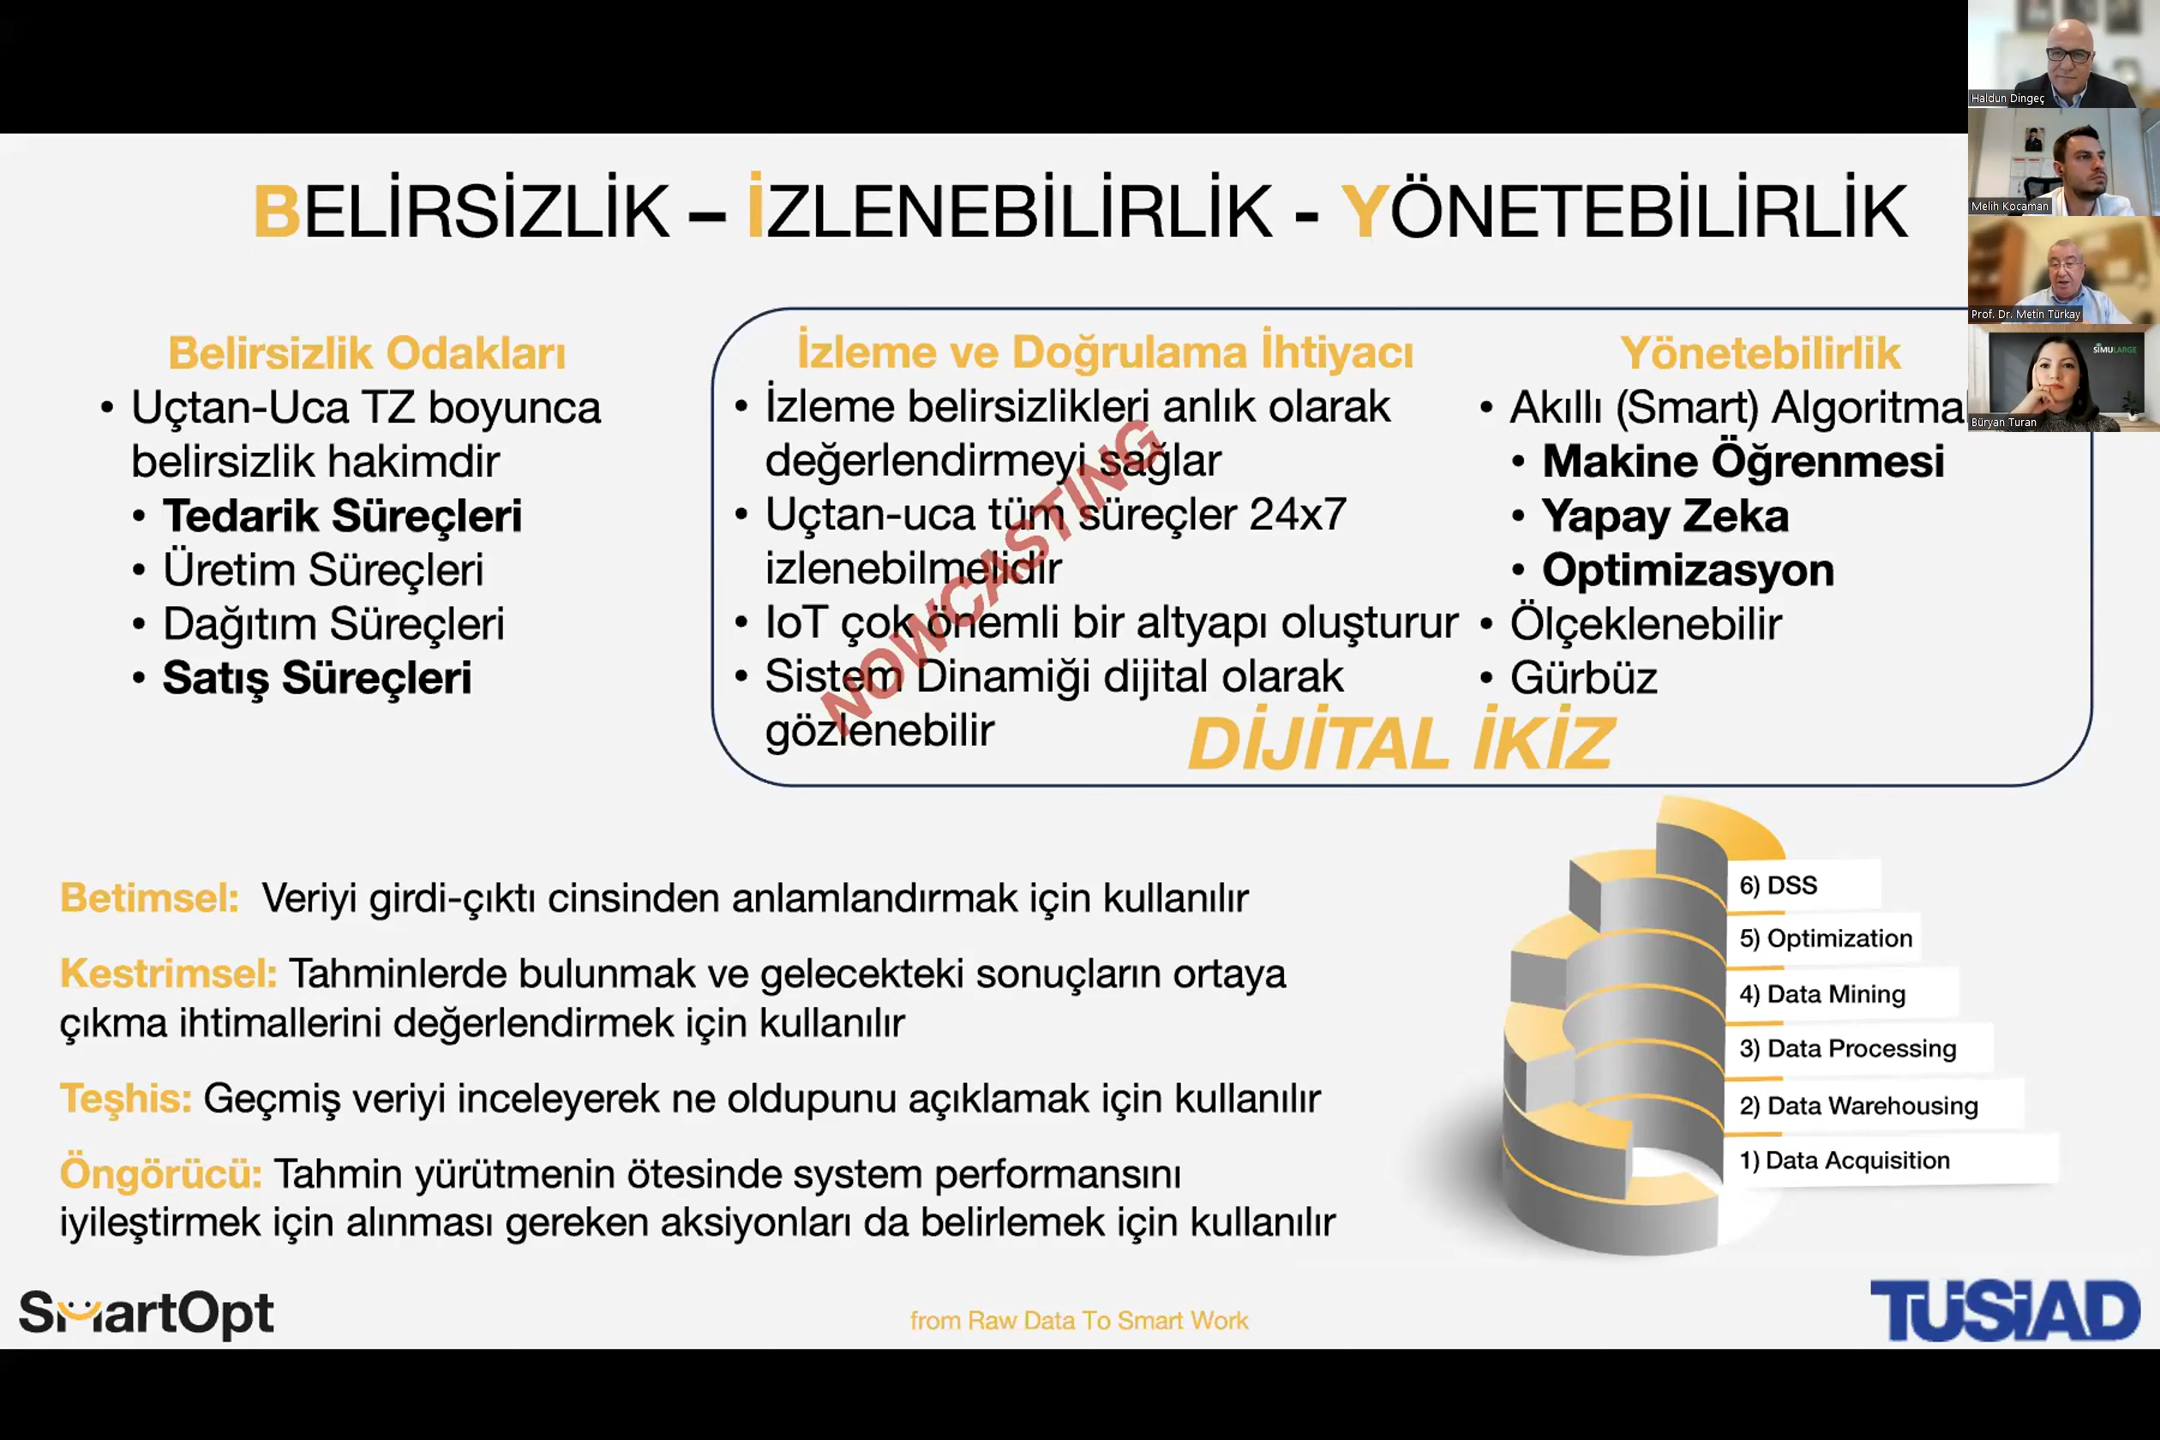 BELİRSİZLİK – İZLENEBİLİRLİK - YÖNETEBİLİRLİK
Belirsizlik Odakları
• Uçtan-Uca TZ boyunca
belirsizlik hakimdir
• Tedarik Süreçleri
• Üretim Süreçleri
• Dağıtım Süreçleri
• Satış Süreçleri
İzleme ve Doğrulama İhtiyacı
• İzleme belirsizlikleri anlık olarak
değerlendirmeyi sağlar
• Uçtan-uca tüm süreçler 24x7
izlenebilmelidir
• IoT çok önemli bir altyapı oluşturur
• Sistem Dinamiği dijital olarak
gözlenebilir
NOWCASTING
Yönetebilirlik
• Akıllı (Smart) Algoritma
• Makine Öğrenmesi
• Yapay Zeka
• Optimizasyon
• Ölçeklenebilir
• Gürbüz
DİJİTAL İKİZ
Betimsel: Veriyi girdi-çıktı cinsinden anlamlandırmak için kullanılır
Kestrimsel: Tahminlerde bulunmak ve gelecekteki sonuçların ortaya
çıkma ihtimallerini değerlendirmek için kullanılır
Teşhis: Geçmiş veriyi inceleyerek ne oldupunu açıklamak için kullanılır
Öngörücü: Tahmin yürütmenin ötesinde system performansını
iyileştirmek için alınması gereken aksiyonları da belirlemek için kullanılır
6) DSS
5) Optimization
4) Data Mining
3) Data Processing
2) Data Warehousing
1) Data Acquisition
SmartOpt
from Raw Data To Smart Work
TÜSİAD
Haldun Dingeç
Melih Kocaman
Prof. Dr. Metin Türkay
SİMULARGE
Büryan Turan